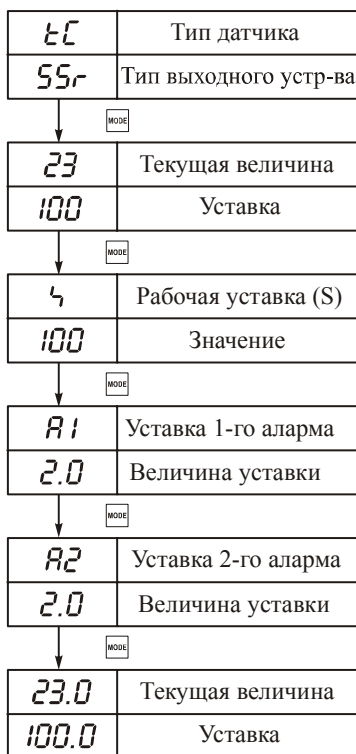 tC Тип датчика
SSr Тип выходного устр-ва
MODE
23 Текущая величина
100 Уставка
MODE
S Рабочая уставка (S)
100 Значение
MODE
A1 Уставка 1-го аларма
2.0 Величина уставки
MODE
A2 Уставка 2-го аларма
2.0 Величина уставки
MODE
23.0 Текущая величина
100.0 Уставка